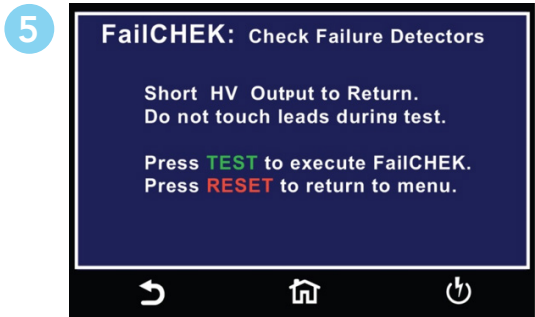 5
FailCHEK: Check Failure Detectors
Short HV Output to Return.
Do not touch leads during test.
Press TEST to execute FailCHEK.
Press RESET to return to menu.